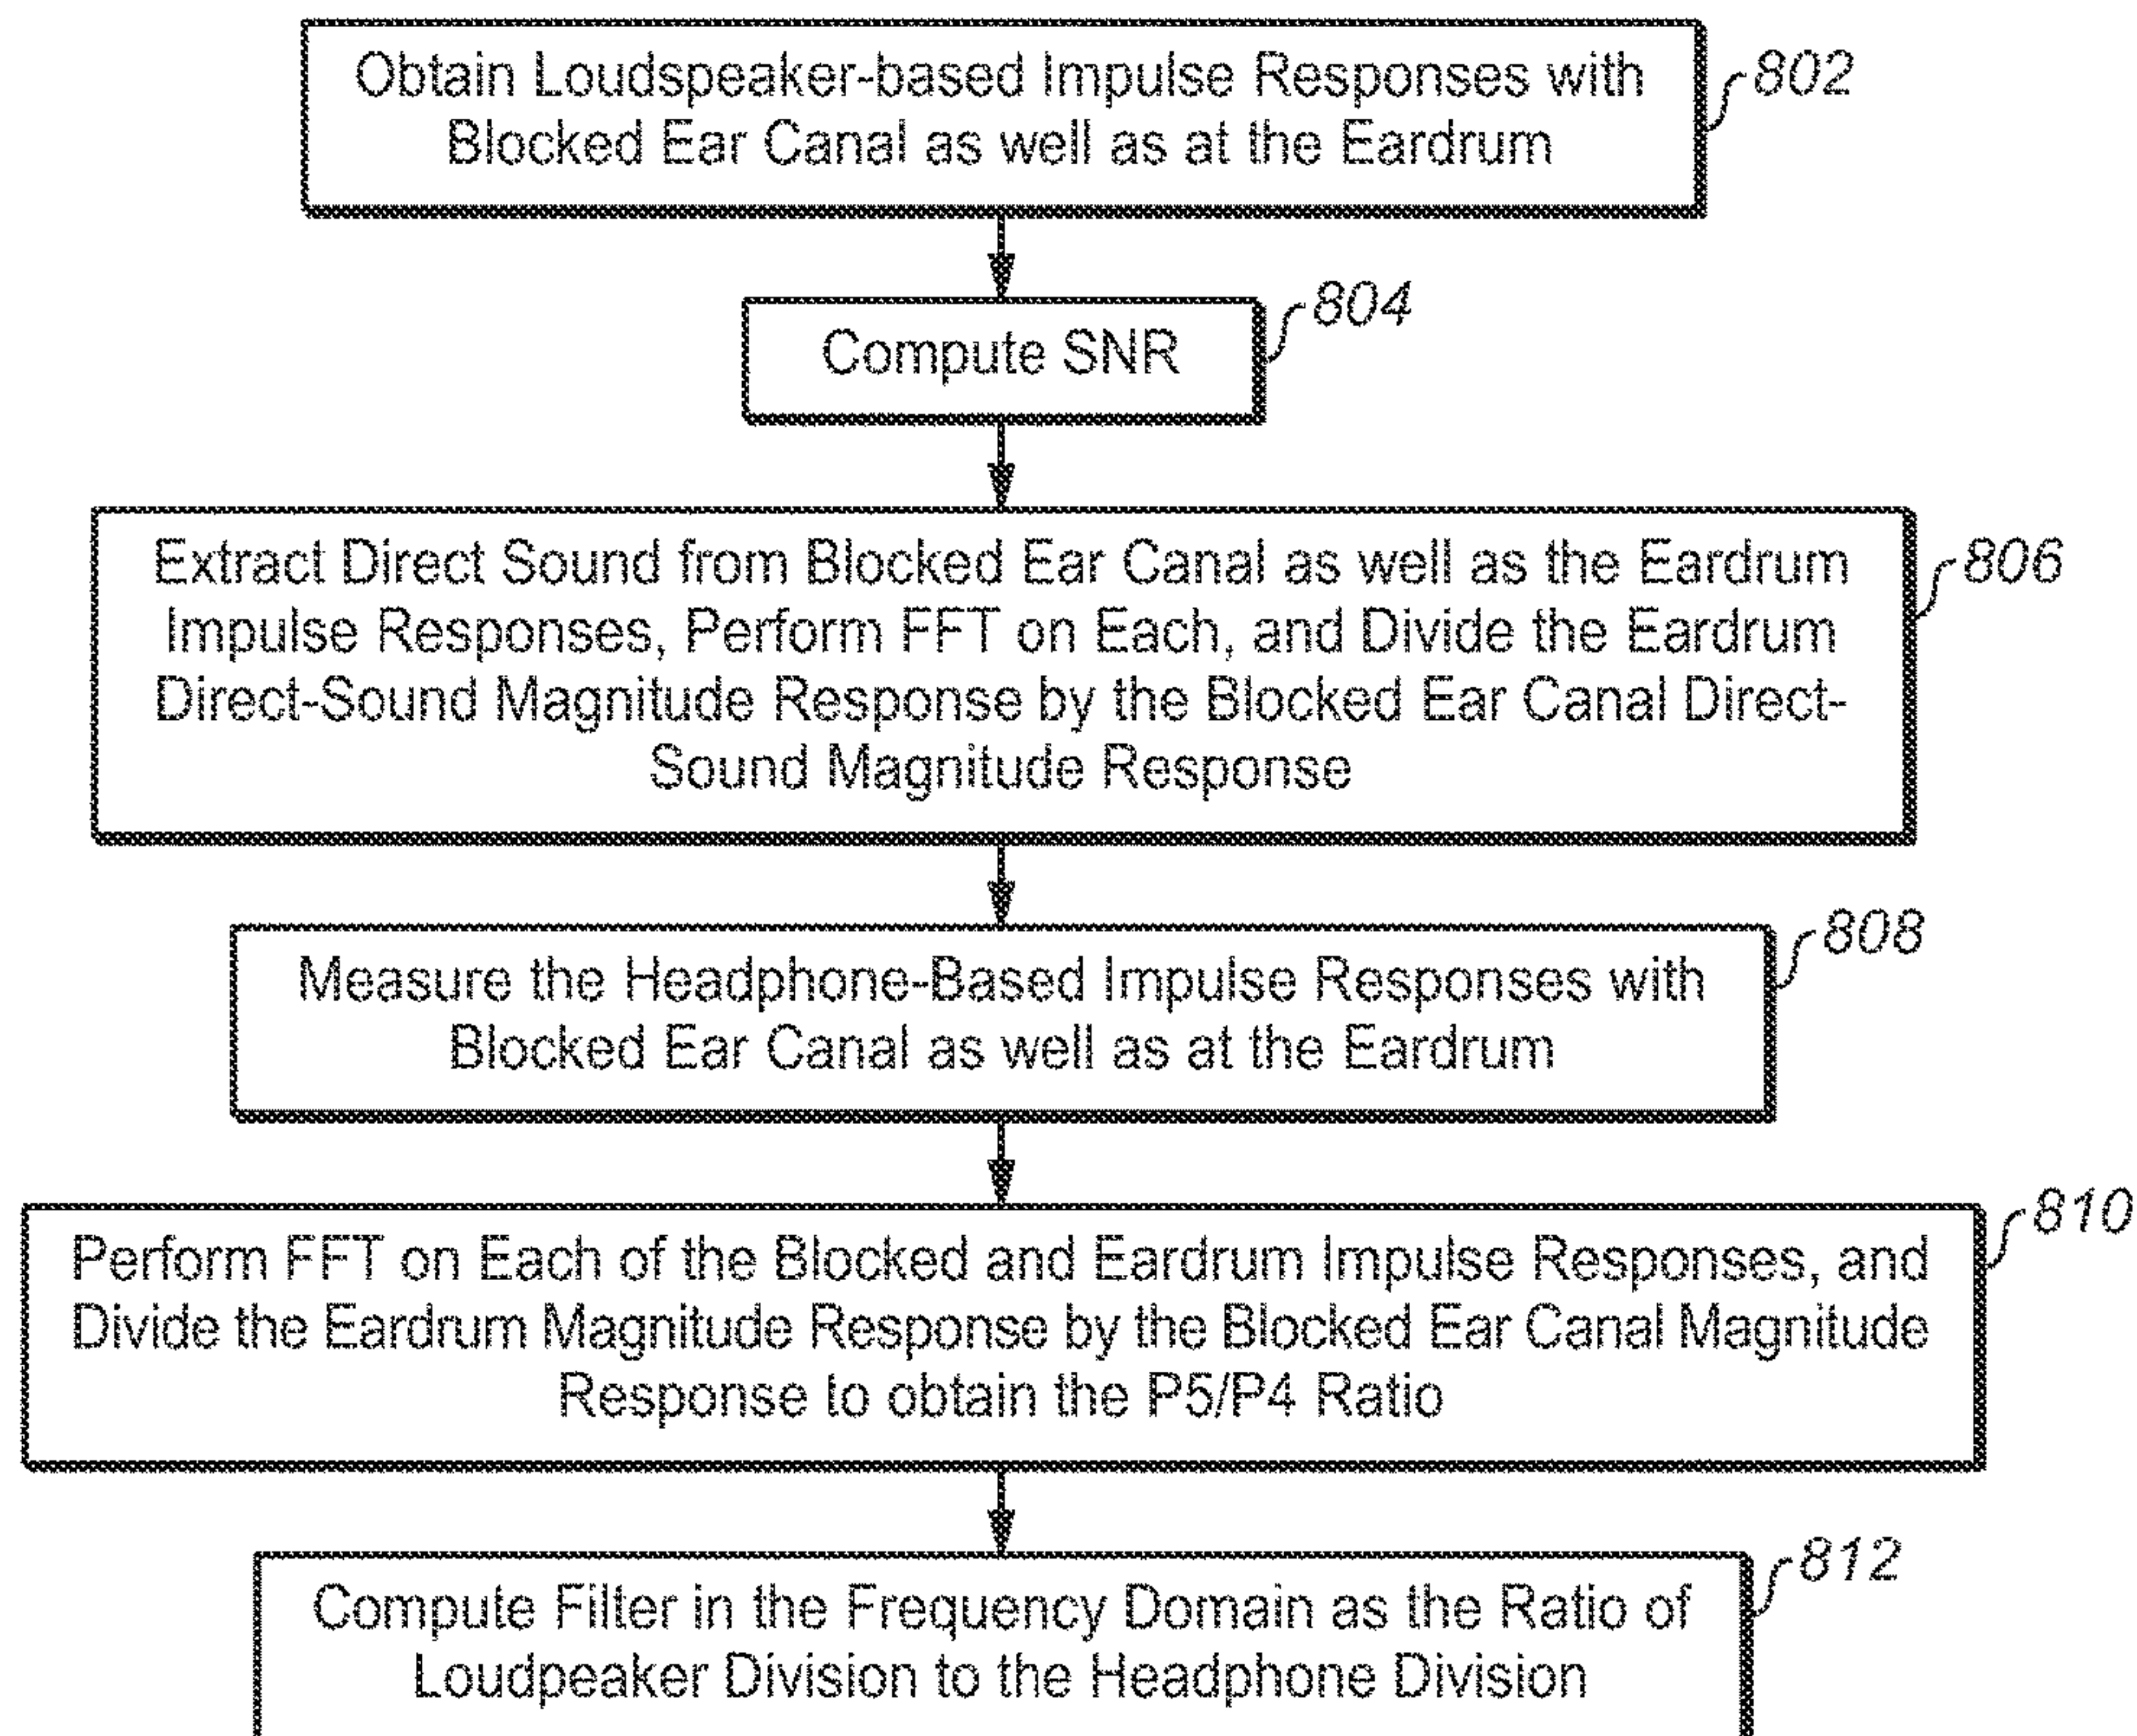 Obtain Loudspeaker-based Impulse Responses with
Blocked Ear Canal as well as at the Eardrum
802
Compute SNR
804
Extract Direct Sound from Blocked Ear Canal as well as the Eardrum
Impulse Responses, Perform FFT on Each, and Divide the Eardrum
Direct-Sound Magnitude Response by the Blocked Ear Canal Direct-
Sound Magnitude Response
806
Measure the Headphone-Based Impulse Responses with
Blocked Ear Canal as well as at the Eardrum
808
Perform FFT on Each of the Blocked and Eardrum Impulse Responses, and
Divide the Eardrum Magnitude Response by the Blocked Ear Canal Magnitude
Response to obtain the P5/P4 Ratio
810
Compute Filter in the Frequency Domain as the Ratio of
Loudpeaker Division to the Headphone Division
812